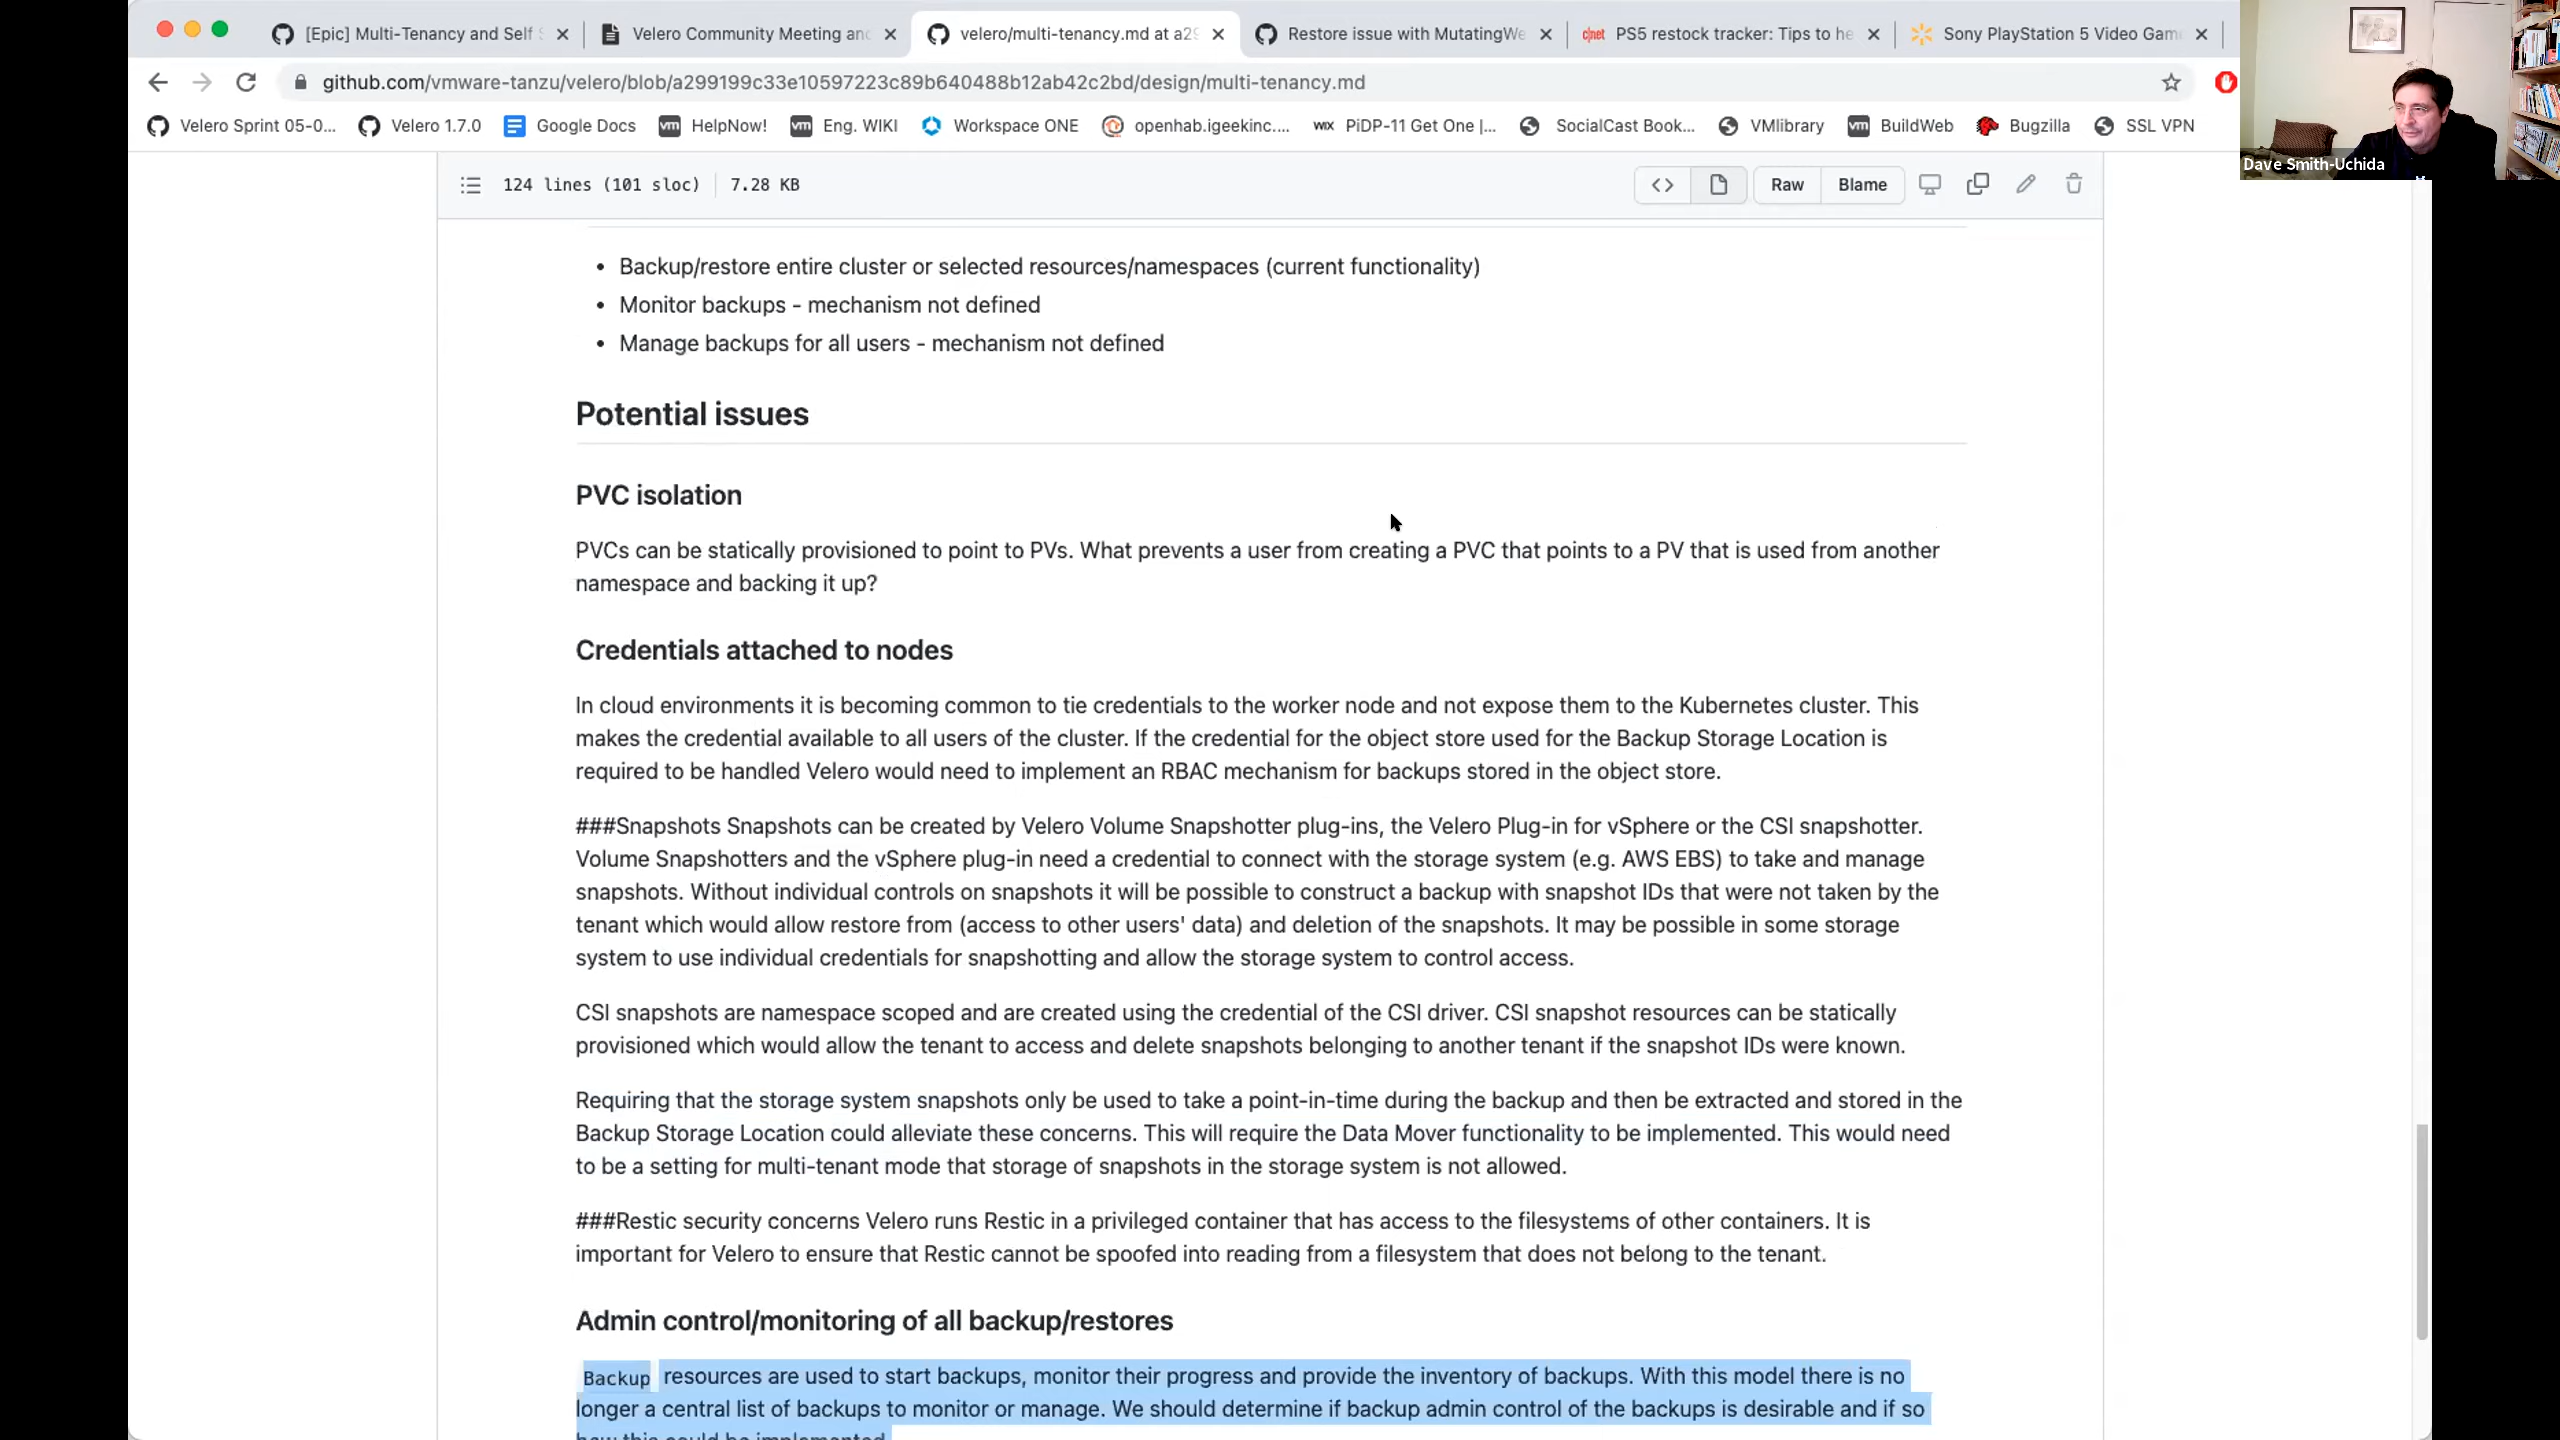 [Epic] Multi-Tenancy and Self S
Velero Community Meeting and
velero/multi-tenancy.md at a29
Restore issue with MutatingWe
c|net PS5 restock tracker: Tips to he
Sony PlayStation 5 Video Gam
github.com/vmware-tanzu/velero/blob/a299199c33e10597223c89b640488b12ab42c2bd/design/multi-tenancy.md
Velero Sprint 05-0...
Velero 1.7.0
Google Docs
vm HelpNow!
vm Eng. WIKI
Workspace ONE
openhab.igeekinc....
WIX PiDP-11 Get One |...
SocialCast Book...
VMlibrary
vm BuildWeb
Bugzilla
SSL VPN
Dave Smith-Uchida
124 lines (101 sloc)
7.28 KB
<>
Raw
Blame
• Backup/restore entire cluster or selected resources/namespaces (current functionality)
• Monitor backups - mechanism not defined
• Manage backups for all users - mechanism not defined
Potential issues
PVC isolation
PVCs can be statically provisioned to point to PVs. What prevents a user from creating a PVC that points to a PV that is used from another
namespace and backing it up?
Credentials attached to nodes
In cloud environments it is becoming common to tie credentials to the worker node and not expose them to the Kubernetes cluster. This
makes the credential available to all users of the cluster. If the credential for the object store used for the Backup Storage Location is
required to be handled Velero would need to implement an RBAC mechanism for backups stored in the object store.
###Snapshots Snapshots can be created by Velero Volume Snapshotter plug-ins, the Velero Plug-in for vSphere or the CSI snapshotter.
Volume Snapshotters and the vSphere plug-in need a credential to connect with the storage system (e.g. AWS EBS) to take and manage
snapshots. Without individual controls on snapshots it will be possible to construct a backup with snapshot IDs that were not taken by the
tenant which would allow restore from (access to other users' data) and deletion of the snapshots. It may be possible in some storage
system to use individual credentials for snapshotting and allow the storage system to control access.
CSI snapshots are namespace scoped and are created using the credential of the CSI driver. CSI snapshot resources can be statically
provisioned which would allow the tenant to access and delete snapshots belonging to another tenant if the snapshot IDs were known.
Requiring that the storage system snapshots only be used to take a point-in-time during the backup and then be extracted and stored in the
Backup Storage Location could alleviate these concerns. This will require the Data Mover functionality to be implemented. This would need
to be a setting for multi-tenant mode that storage of snapshots in the storage system is not allowed.
###Restic security concerns Velero runs Restic in a privileged container that has access to the filesystems of other containers. It is
important for Velero to ensure that Restic cannot be spoofed into reading from a filesystem that does not belong to the tenant.
Admin control/monitoring of all backup/restores
Backup resources are used to start backups, monitor their progress and provide the inventory of backups. With this model there is no
longer a central list of backups to monitor or manage. We should determine if backup admin control of the backups is desirable and if so
how this could be implemented